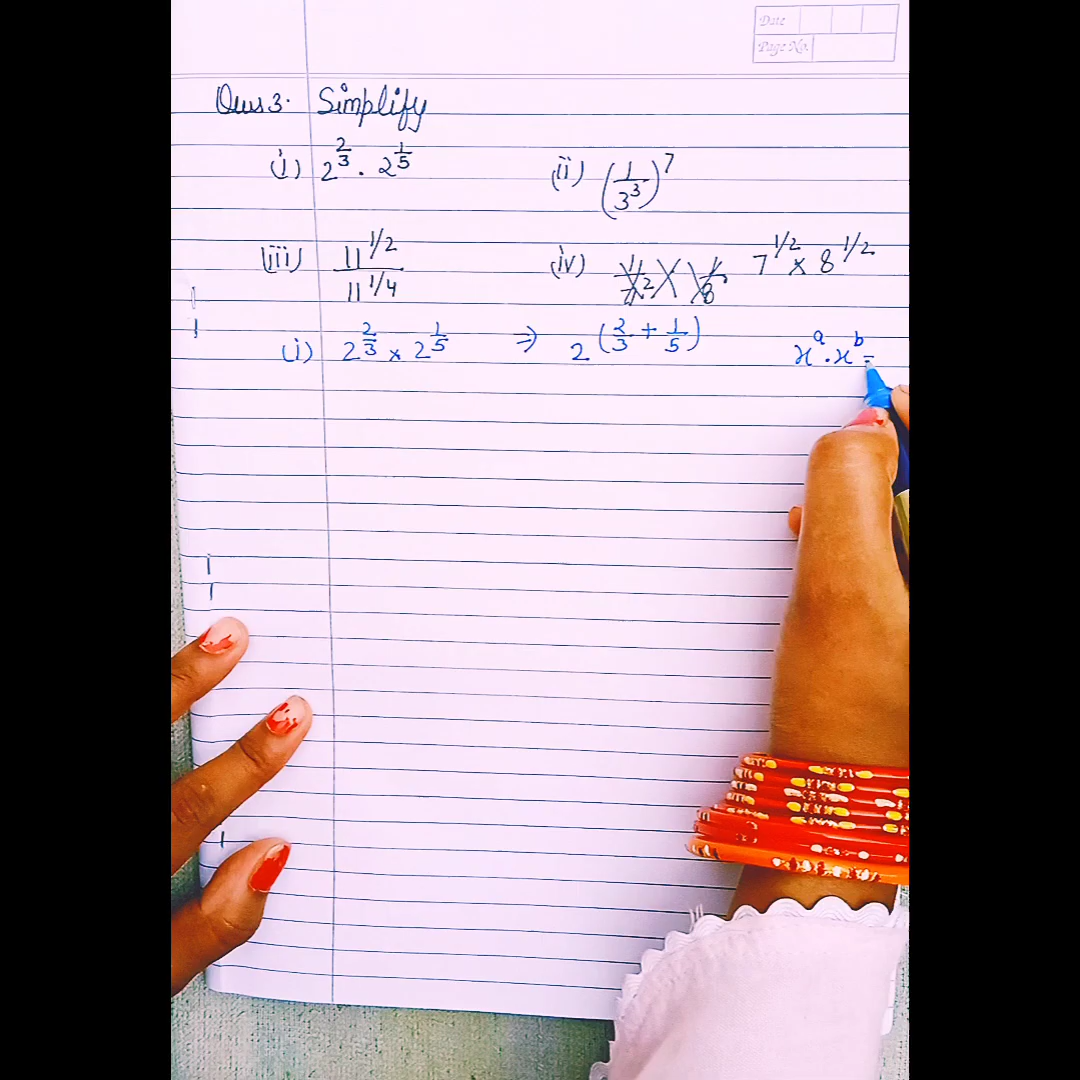 Date
Page No.
Ques 3. Simplify
(i) 2^(2/3) . 2^(1/5) (ii) (1/3^3)^7
(iii) 11^(1/2) / 11^(1/4) (iv) 7^(1/2) × 8^(1/2)
(i) 2^(2/3) × 2^(1/5) ⇒ 2^(2/3 + 1/5) x^a . x^b =